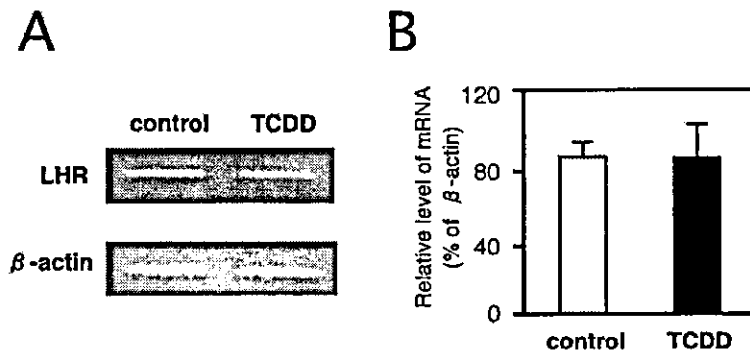 A
control TCDD
LHR
β-actin
B
Relative level of mRNA
(% of β-actin)
120
80
40
0
control TCDD